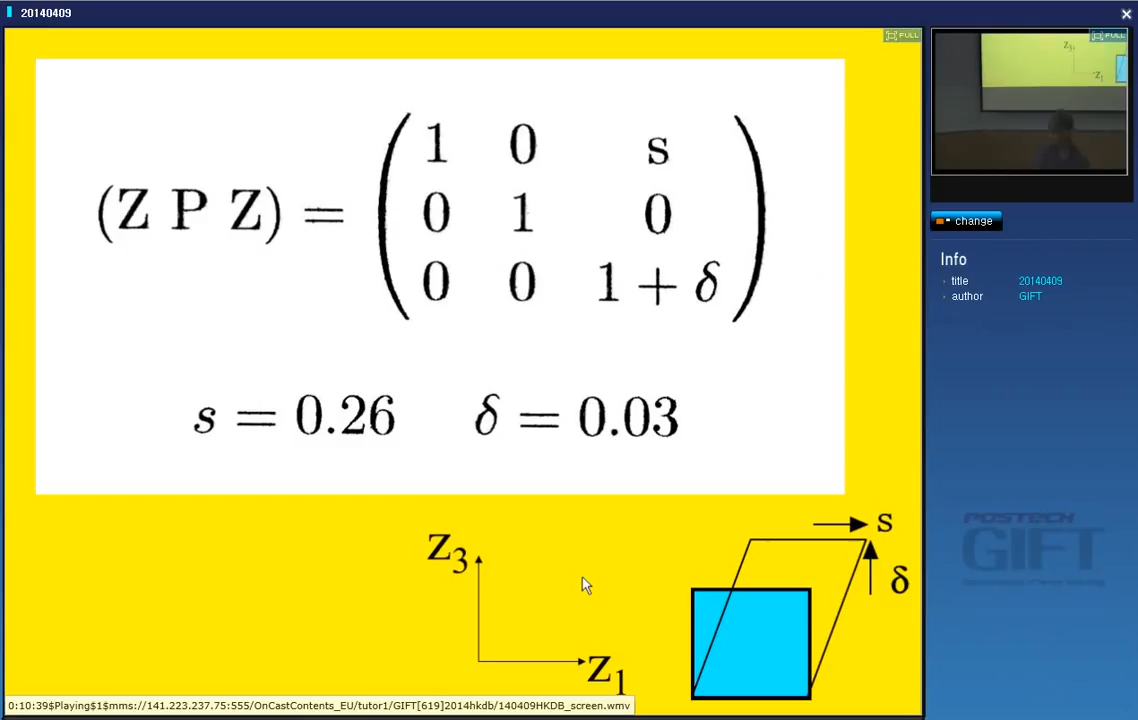 20140409
FULL
FULL
Z3
Z1
(Z P Z) =
1 0 s
0 1 0
0 0 1 + δ
s = 0.26 δ = 0.03
s
δ
Z3
Z1
change
Info
title 20140409
author GIFT
POSTECH
GIFT
0:10:39$Playing$1$mms://141.223.237.75:555/OnCastContents_EU/tutor1/GIFT[619]2014hkdb/140409HKDB_screen.wmv